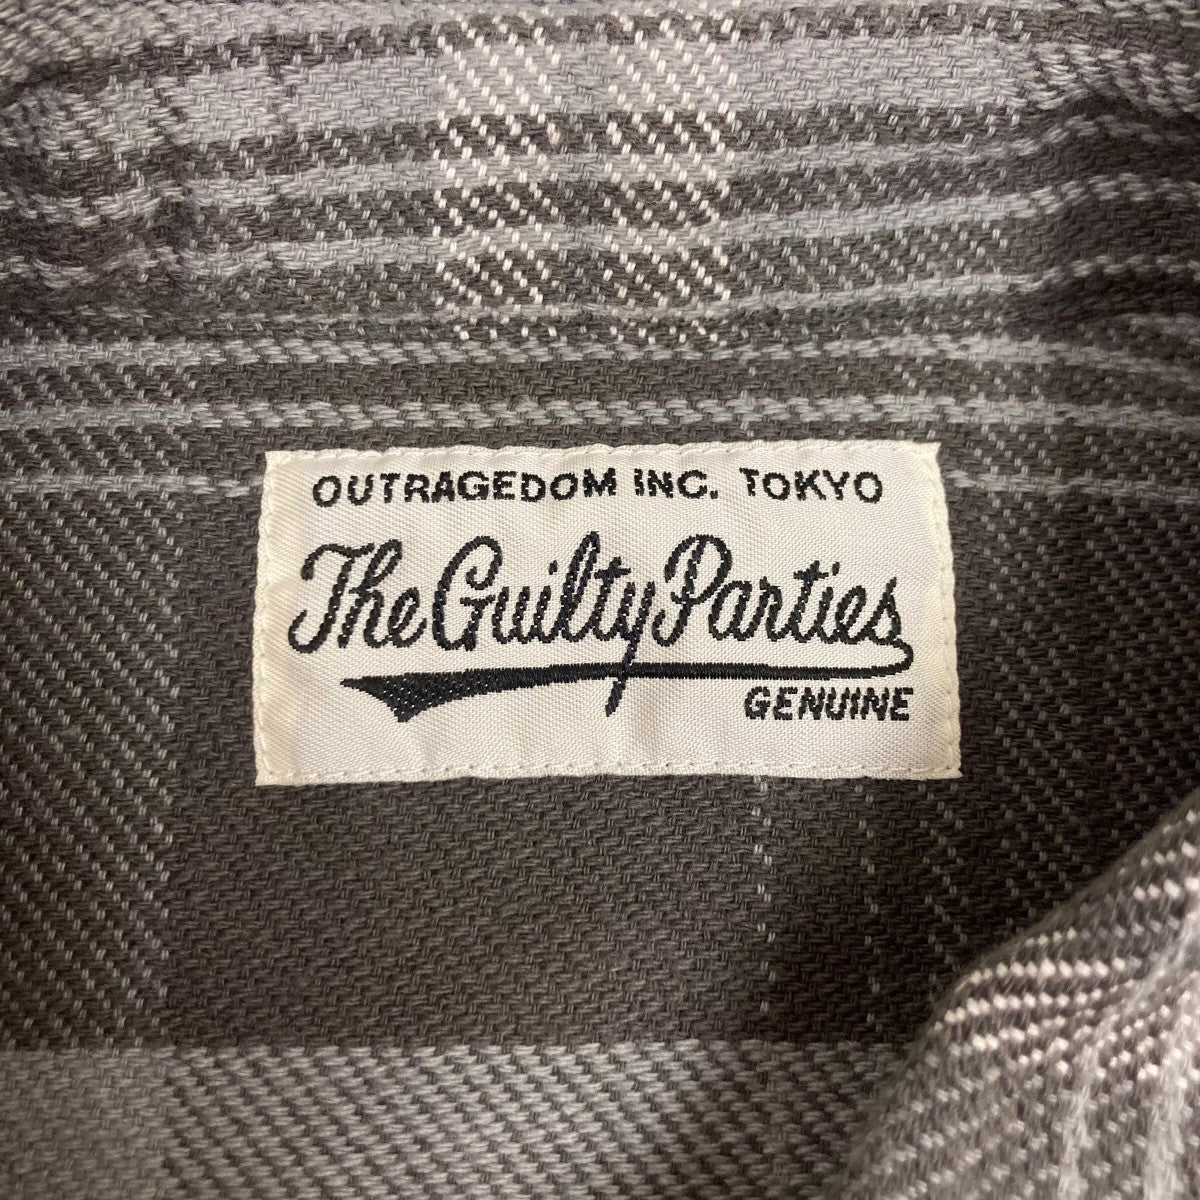 OUTRAGEDOM INC. TOKYO
The Guilty Parties
GENUINE